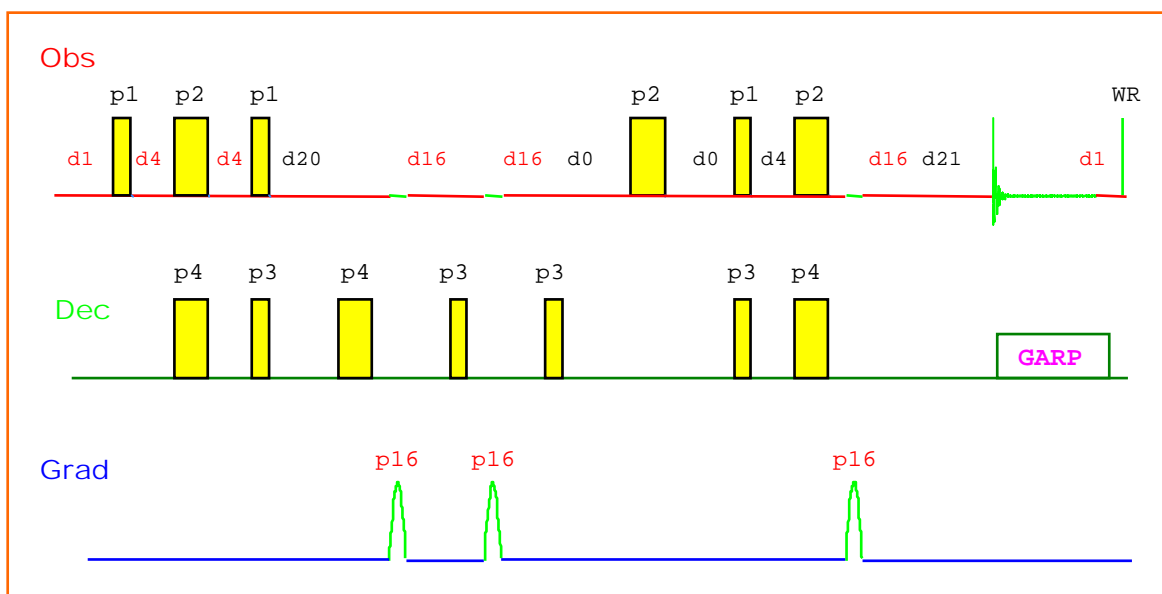 Obs
p1 p2 p1 p2 p1 p2 WR
d1 d4 d4 d20 d16 d16 d0 d0 d4 d16 d21 d1
p4 p3 p4 p3 p3 p3 p4
Dec
GARP
p16 p16 p16
Grad